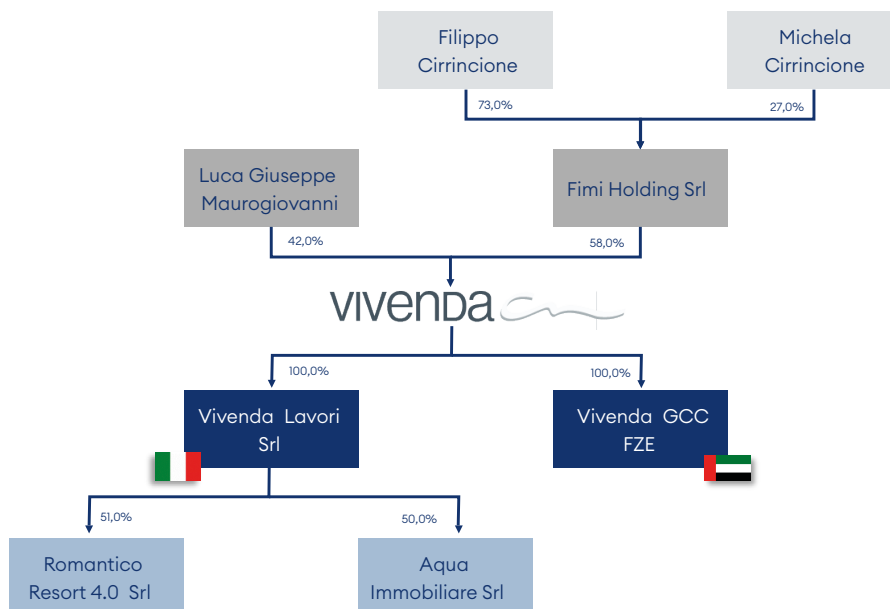 Filippo
Cirrincione
Michela
Cirrincione
73,0%
27,0%
Luca Giuseppe
Maurogiovanni
Fimi Holding Srl
42,0%
58,0%
VIVENDA
100,0%
100,0%
Vivenda Lavori
Srl
Vivenda GCC
FZE
51,0%
50,0%
Romantico
Resort 4.0 Srl
Aqua
Immobiliare Srl